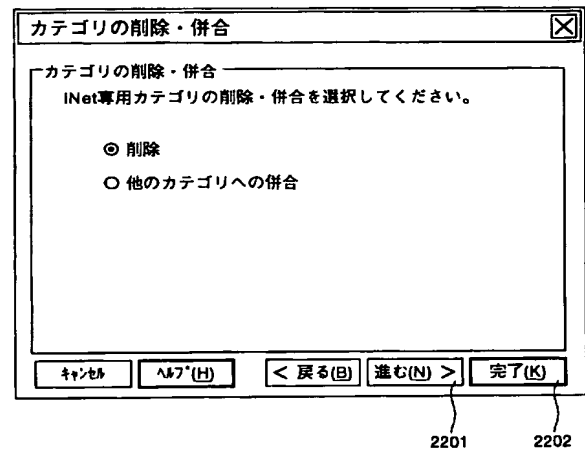 カテゴリの削除・併合
カテゴリの削除・併合
INet専用カテゴリの削除・併合を選択してください。
削除
他のカテゴリへの併合
ｷｬﾝｾﾙ ﾍﾙﾌﾟ(H) < 戻る(B) 進む(N) > 完了(K)
2201 2202